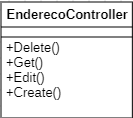 EnderecoController
+Delete()
+Get()
+Edit()
+Create()